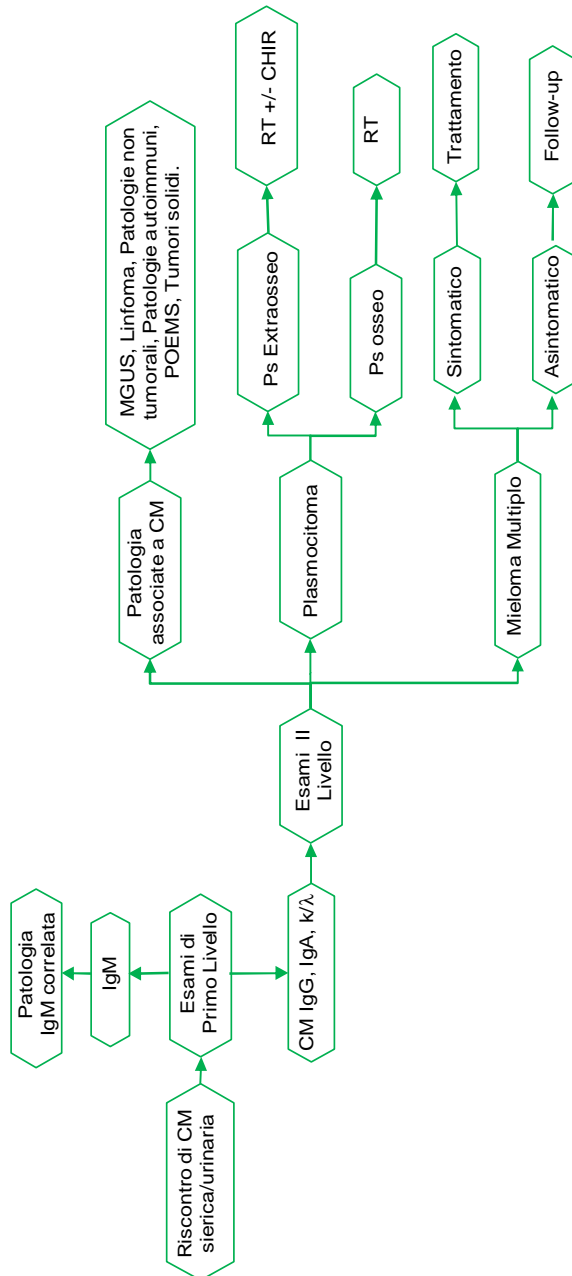 Riscontro di CM
sierica/urinaria
Esami di
Primo Livello
IgM
Patologia
IgM correlata
CM IgG, IgA, k/λ
Esami  II
Livello
Patologia
associate a CM
MGUS, Linfoma, Patologie non
tumorali, Patologie autoimmuni,
POEMS, Tumori solidi.
Plasmocitoma
Ps Extraosseo
RT +/- CHIR
Ps osseo
RT
Mieloma Multiplo
Sintomatico
Trattamento
Asintomatico
Follow-up